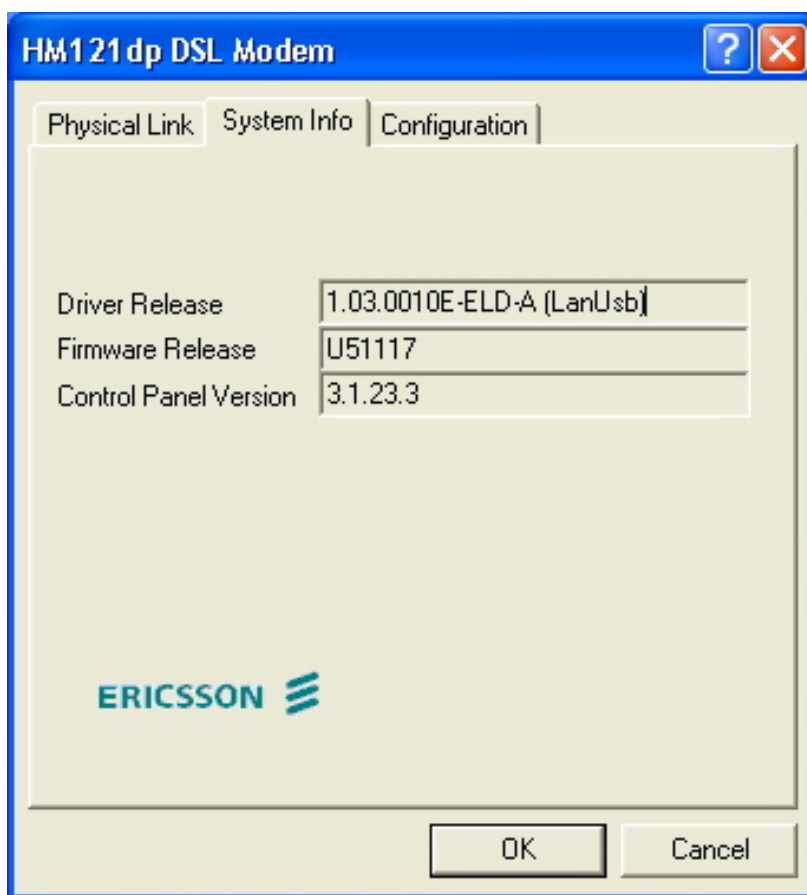 HM121dp DSL Modem
?
Physical Link System Info Configuration
Driver Release 1.03.0010E-ELD-A (LanUsb)
Firmware Release U51117
Control Panel Version 3.1.23.3
ERICSSON
OK Cancel